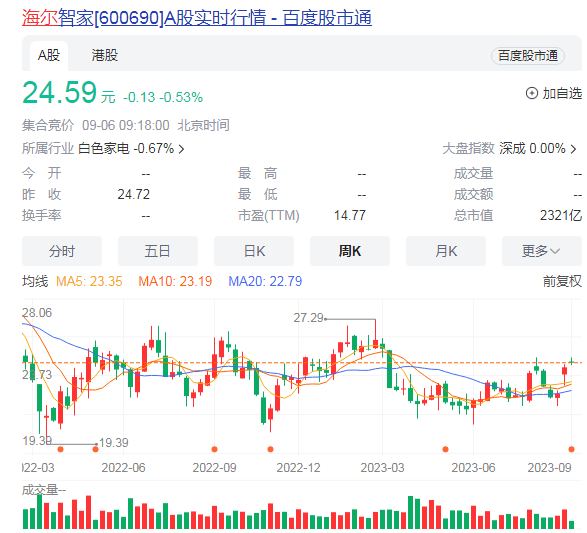 海尔智家[600690]A股实时行情 - 百度股市通
A股 港股 百度股市通
24.59 元 -0.13 -0.53% 加自选
集合竞价 09-06 09:18:00 北京时间
所属行业 白色家电 -0.67% 大盘指数 深成 0.00%
今 开 -- 最 高 -- 成交量 --
昨 收 24.72 最 低 -- 成交额 --
换手率 -- 市盈(TTM) 14.77 总市值 2321亿
分时 五日 日K 周K 月K 更多
均线 MA5: 23.35 MA10: 23.19 MA20: 22.79 前复权
28.06
27.29
23.73
19.39
19.39
022-03 2022-06 2022-09 2022-12 2023-03 2023-06 2023-09
成交量--